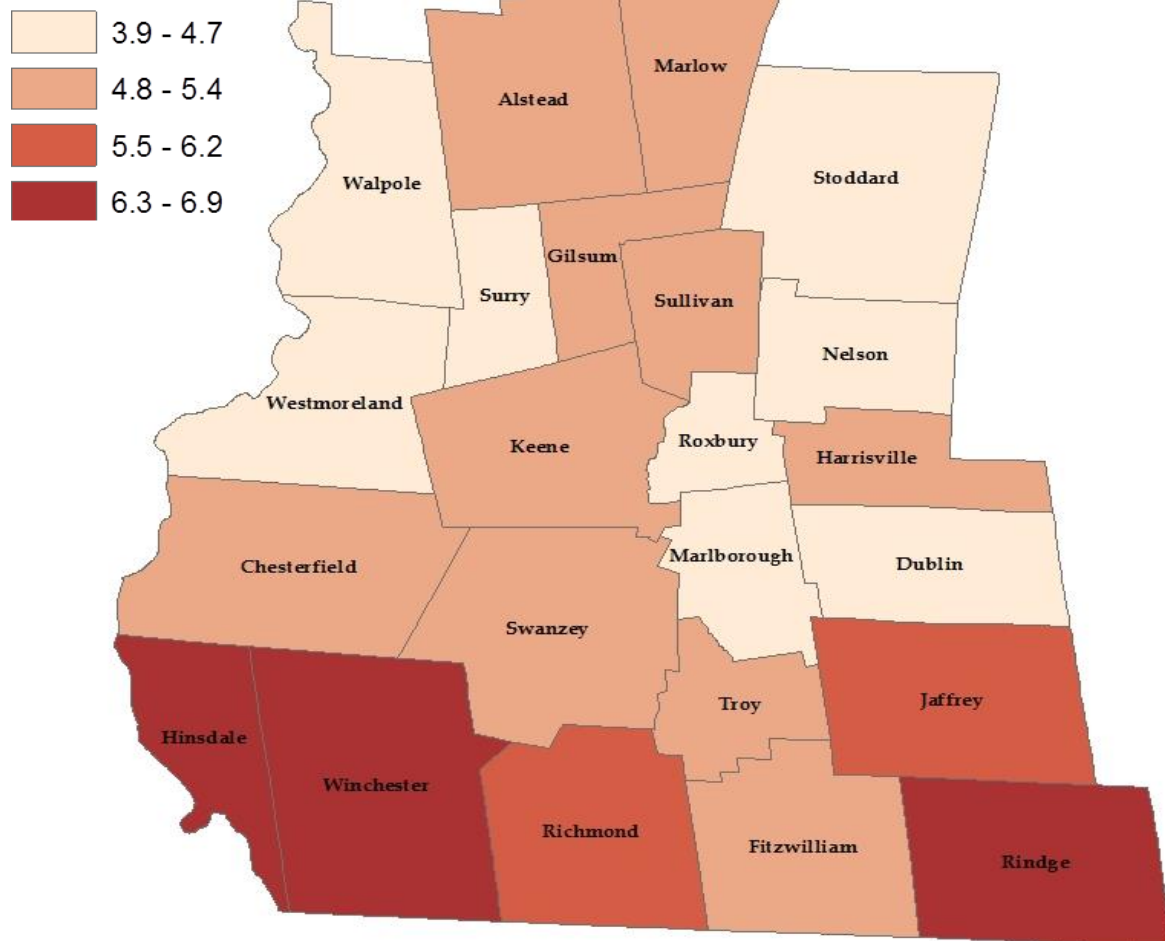 3.9 - 4.7
4.8 - 5.4
5.5 - 6.2
6.3 - 6.9
Marlow
Alstead
Stoddard
Walpole
Gilsum
Surry
Sullivan
Nelson
Westmoreland
Roxbury
Keene
Harrisville
Marlborough
Dublin
Chesterfield
Swanzey
Jaffrey
Troy
Hinsdale
Winchester
Richmond
Fitzwilliam
Rindge